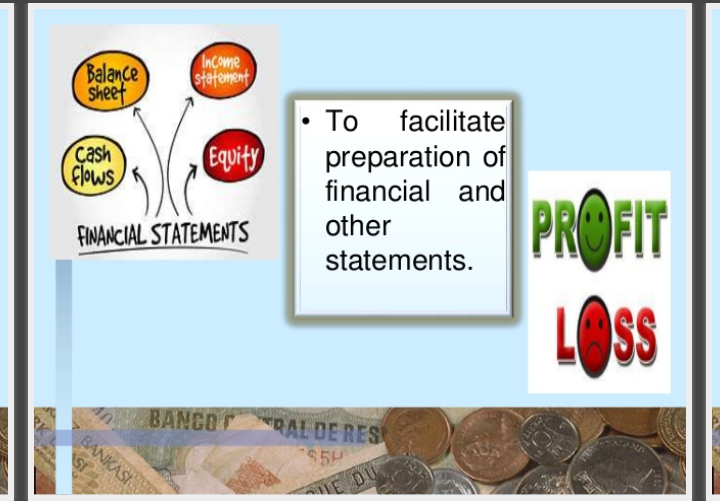 Balance
sheet
Income
statement
Cash
flows
Equity
FINANCIAL STATEMENTS
• To facilitate
preparation of
financial and
other
statements.
PROFIT
LOSS
BANCO
RAL DE RES